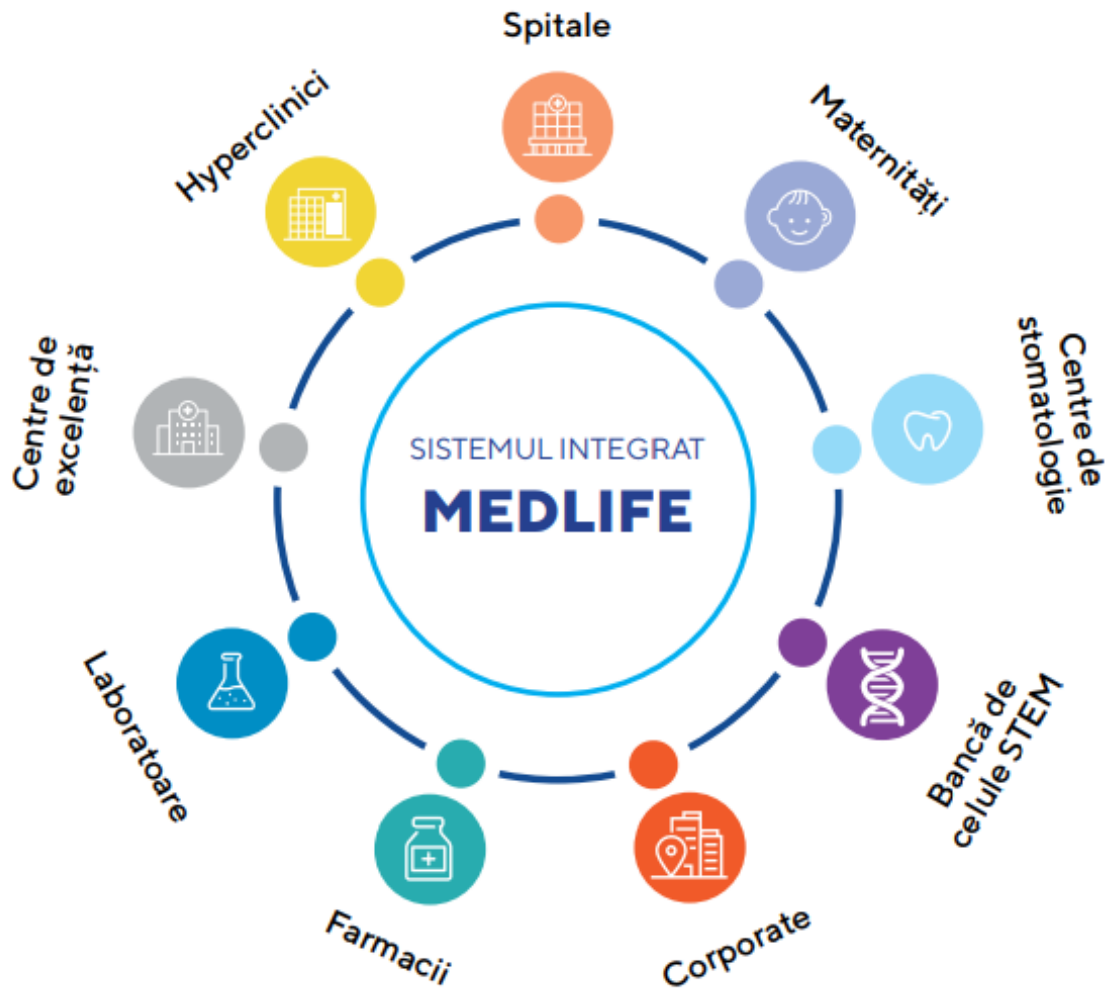 Spitale
Maternități
Centre de
stomatologie
Bancă de
celule STEM
Corporate
Farmacii
Laboratoare
Centre de
excelență
Hyperclinici
SISTEMUL INTEGRAT
MEDLIFE